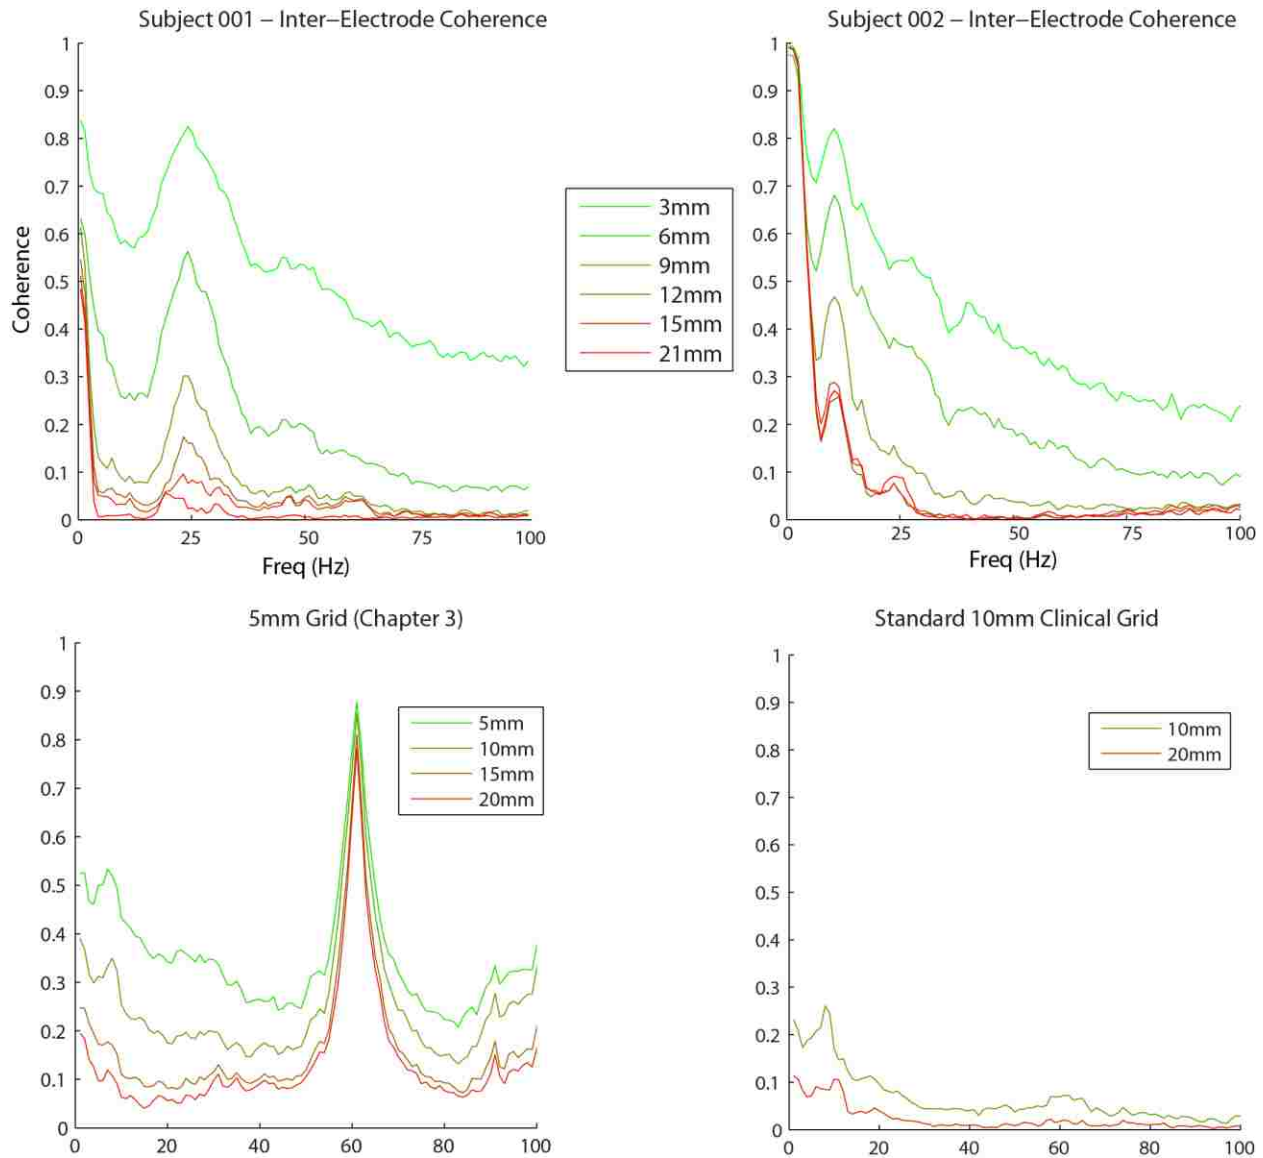 Subject 001 – Inter–Electrode Coherence
1
0.9
0.8
0.7
0.6
0.5
0.4
0.3
0.2
0.1
0
Coherence
0 25 50 75 100
Freq (Hz)
3mm
6mm
9mm
12mm
15mm
21mm
Subject 002 – Inter–Electrode Coherence
1
0.9
0.8
0.7
0.6
0.5
0.4
0.3
0.2
0.1
0
0 25 50 75 100
Freq (Hz)
5mm Grid (Chapter 3)
1
0.9
0.8
0.7
0.6
0.5
0.4
0.3
0.2
0.1
0
0 20 40 60 80 100
5mm
10mm
15mm
20mm
Standard 10mm Clinical Grid
1
0.9
0.8
0.7
0.6
0.5
0.4
0.3
0.2
0.1
0
0 20 40 60 80 100
10mm
20mm